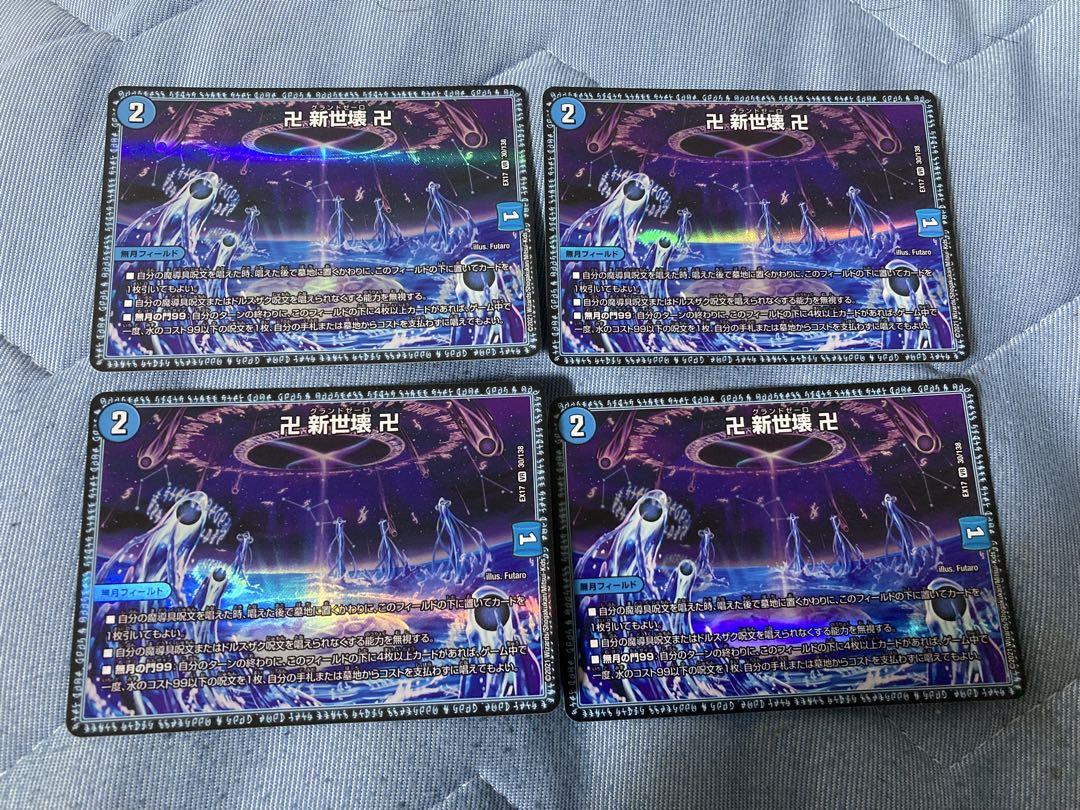 2
グランドゼーロ
卍 新世壊 卍
EX17 VR 30/138
1
illus. Futaro
無月フィールド
■ 自分の魔導具呪文を唱えた時、唱えた後で墓地に置くかわりに、このフィールドの下に置いてカードを
1枚引いてもよい。
■ 自分の魔導具呪文またはドルスザク呪文を唱えられなくする能力を無視する。
■ 無月の門99:自分のターンの終わりに、このフィールドの下に4枚以上カードがあれば、ゲーム中で
一度、水のコスト99以下の呪文を1枚、自分の手札または墓地からコストを支払わずに唱えてもよい。
©2021 Wizards/Shogakukan/Mitsui-Kids
2
グランドゼーロ
卍 新世壊 卍
EX17 VR 30/138
1
illus. Futaro
無月フィールド
■ 自分の魔導具呪文を唱えた時、唱えた後で墓地に置くかわりに、このフィールドの下に置いてカードを
1枚引いてもよい。
■ 自分の魔導具呪文またはドルスザク呪文を唱えられなくする能力を無視する。
■ 無月の門99:自分のターンの終わりに、このフィールドの下に4枚以上カードがあれば、ゲーム中で
一度、水のコスト99以下の呪文を1枚、自分の手札または墓地からコストを支払わずに唱えてもよい。
©2021 Wizards/Shogakukan/Mitsui-Kids
2
グランドゼーロ
卍 新世壊 卍
EX17 VR 30/138
1
illus. Futaro
無月フィールド
■ 自分の魔導具呪文を唱えた時、唱えた後で墓地に置くかわりに、このフィールドの下に置いてカードを
1枚引いてもよい。
■ 自分の魔導具呪文またはドルスザク呪文を唱えられなくする能力を無視する。
■ 無月の門99:自分のターンの終わりに、このフィールドの下に4枚以上カードがあれば、ゲーム中で
一度、水のコスト99以下の呪文を1枚、自分の手札または墓地からコストを支払わずに唱えてもよい。
©2021 Wizards/Shogakukan/Mitsui-Kids
2
グランドゼーロ
卍 新世壊 卍
EX17 VR 30/138
1
illus. Futaro
無月フィールド
■ 自分の魔導具呪文を唱えた時、唱えた後で墓地に置くかわりに、このフィールドの下に置いてカードを
1枚引いてもよい。
■ 自分の魔導具呪文またはドルスザク呪文を唱えられなくする能力を無視する。
■ 無月の門99:自分のターンの終わりに、このフィールドの下に4枚以上カードがあれば、ゲーム中で
一度、水のコスト99以下の呪文を1枚、自分の手札または墓地からコストを支払わずに唱えてもよい。
©2021 Wizards/Shogakukan/Mitsui-Kids